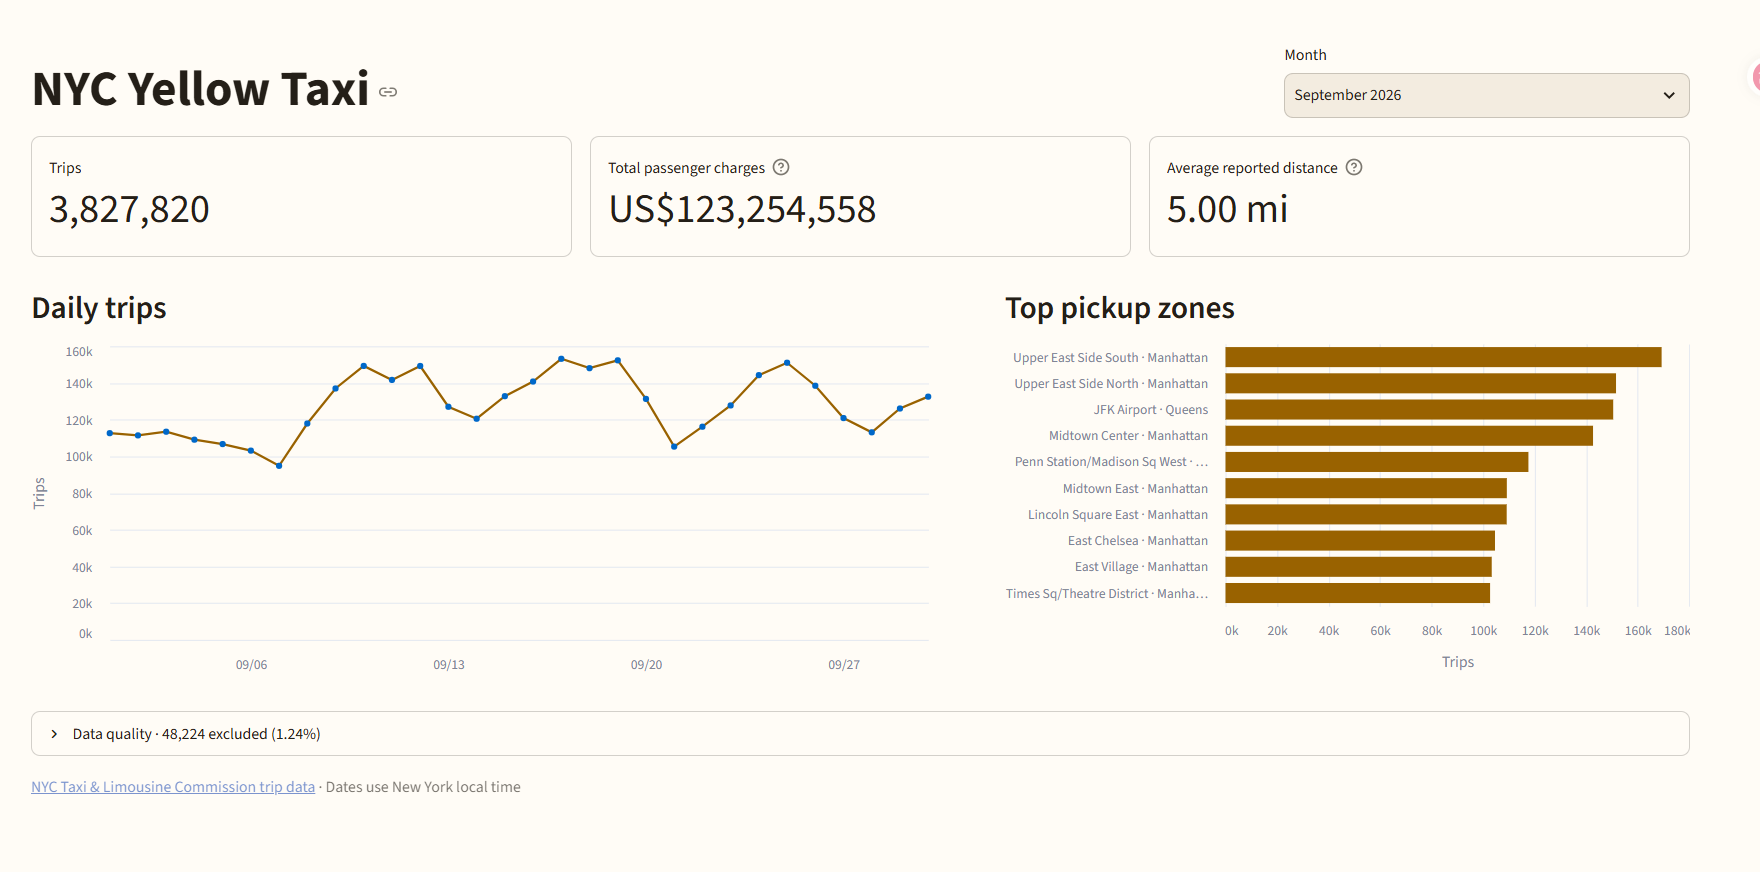 NYC Yellow Taxi
Month
September 2026
Trips
3,827,820
Total passenger charges
US$123,254,558
Average reported distance
5.00 mi
Daily trips
160k
140k
120k
100k
80k
60k
40k
20k
0k
Trips
09/06
09/13
09/20
09/27
Top pickup zones
Upper East Side South · Manhattan
Upper East Side North · Manhattan
JFK Airport · Queens
Midtown Center · Manhattan
Penn Station/Madison Sq West · …
Midtown East · Manhattan
Lincoln Square East · Manhattan
East Chelsea · Manhattan
East Village · Manhattan
Times Sq/Theatre District · Manha…
0k 20k 40k 60k 80k 100k 120k 140k 160k 180k
Trips
Data quality · 48,224 excluded (1.24%)
NYC Taxi & Limousine Commission trip data · Dates use New York local time